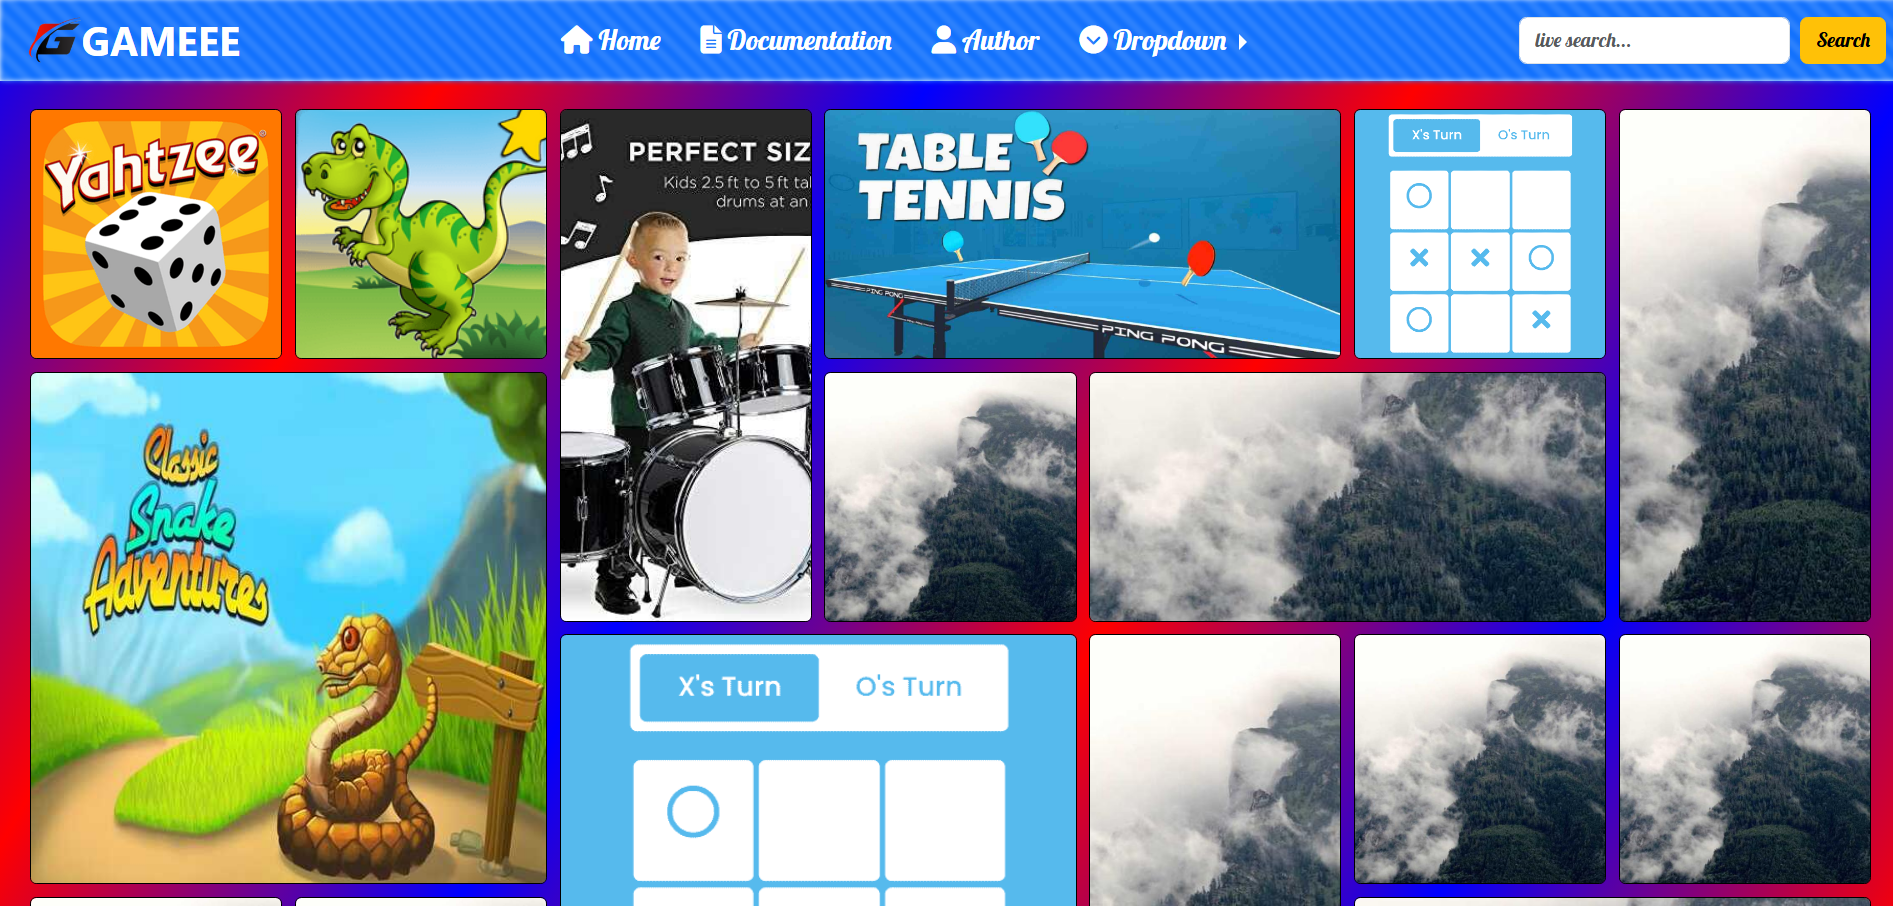 GAMEEE
Home
Documentation
Author
Dropdown
live search...
Search
Yahtzee®
PERFECT SIZ
Kids 2.5 ft to 5 ft tal
drums at an
TABLE
TENNIS
PING PONG
PING PONG
X's Turn
O's Turn
Classic
Snake
Adventures
X's Turn
O's Turn